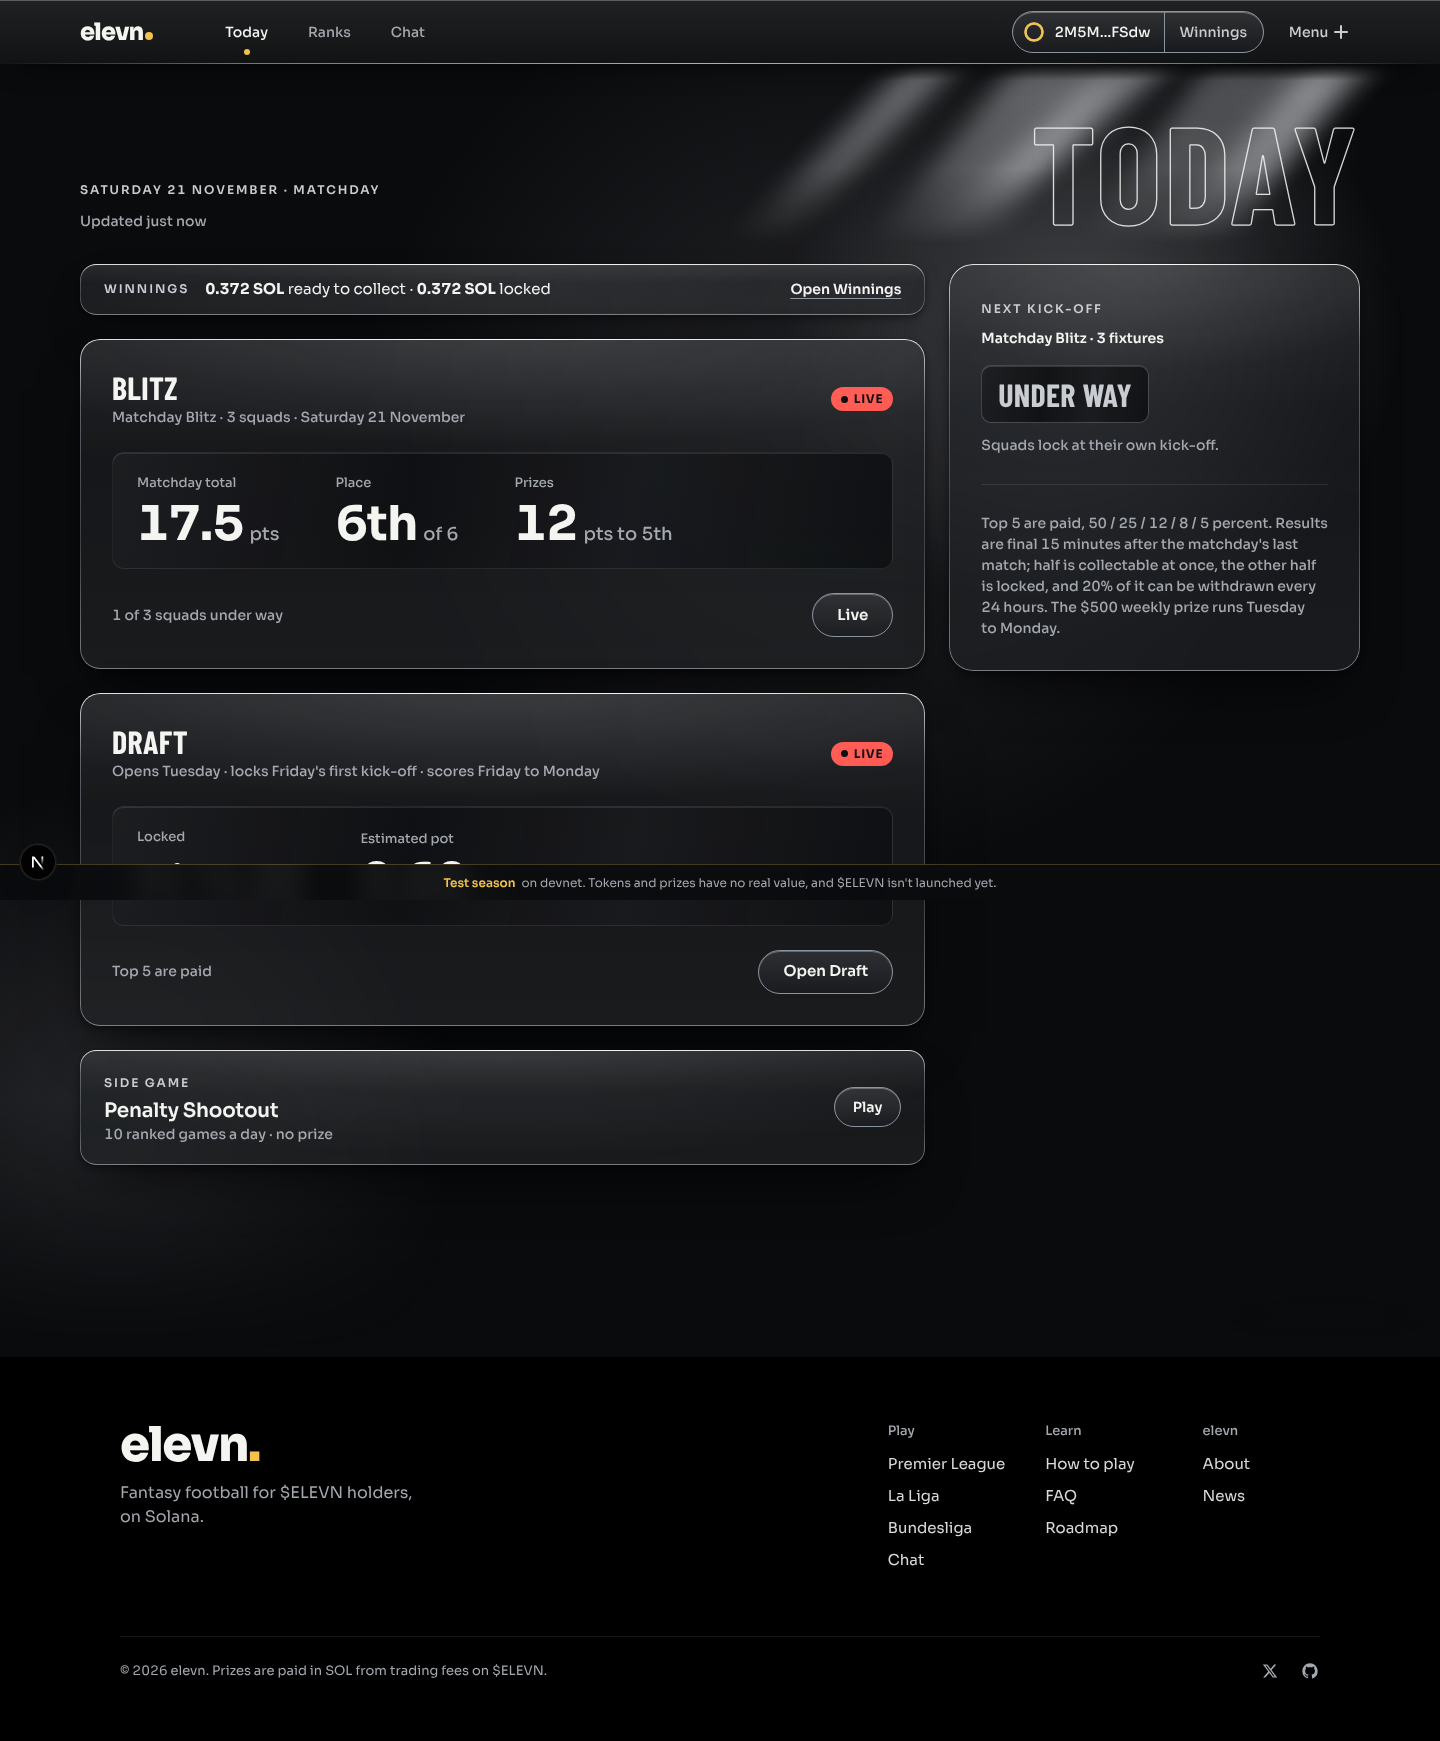 elevn.
Today
Ranks
Chat
2M5M...FSdw
Winnings
Menu
TODAY
SATURDAY 21 NOVEMBER · MATCHDAY
Updated just now
WINNINGS 0.372 SOL ready to collect · 0.372 SOL locked
Open Winnings
BLITZ
Matchday Blitz · 3 squads · Saturday 21 November
LIVE
Matchday total
17.5 pts
Place
6th of 6
Prizes
12 pts to 5th
1 of 3 squads under way
Live
NEXT KICK-OFF
Matchday Blitz · 3 fixtures
UNDER WAY
Squads lock at their own kick-off.
Top 5 are paid, 50 / 25 / 12 / 8 / 5 percent. Results
are final 15 minutes after the matchday's last
match; half is collectable at once, the other half
is locked, and 20% of it can be withdrawn every
24 hours. The $500 weekly prize runs Tuesday
to Monday.
DRAFT
Opens Tuesday · locks Friday's first kick-off · scores Friday to Monday
LIVE
Locked
Estimated pot
N
Test season on devnet. Tokens and prizes have no real value, and $ELEVN isn't launched yet.
Top 5 are paid
Open Draft
SIDE GAME
Penalty Shootout
10 ranked games a day · no prize
Play
elevn.
Fantasy football for $ELEVN holders,
on Solana.
Play
Premier League
La Liga
Bundesliga
Chat
Learn
How to play
FAQ
Roadmap
elevn
About
News
© 2026 elevn. Prizes are paid in SOL from trading fees on $ELEVN.